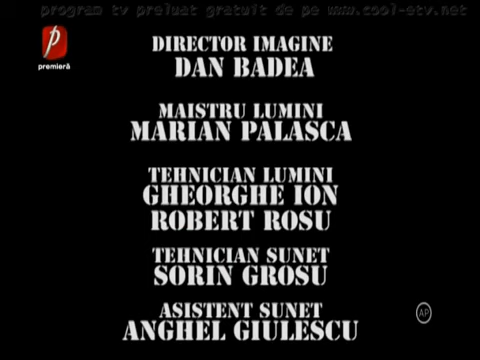 program tv preluat gratuit de pe www.cool-etv.net
p
premieră
DIRECTOR IMAGINE
DAN BADEA
MAISTRU LUMINI
MARIAN PALASCA
TEHNICIAN LUMINI
GHEORGHE ION
ROBERT ROSU
TEHNICIAN SUNET
SORIN GROSU
ASISTENT SUNET
ANGHEL GIULESCU
AP